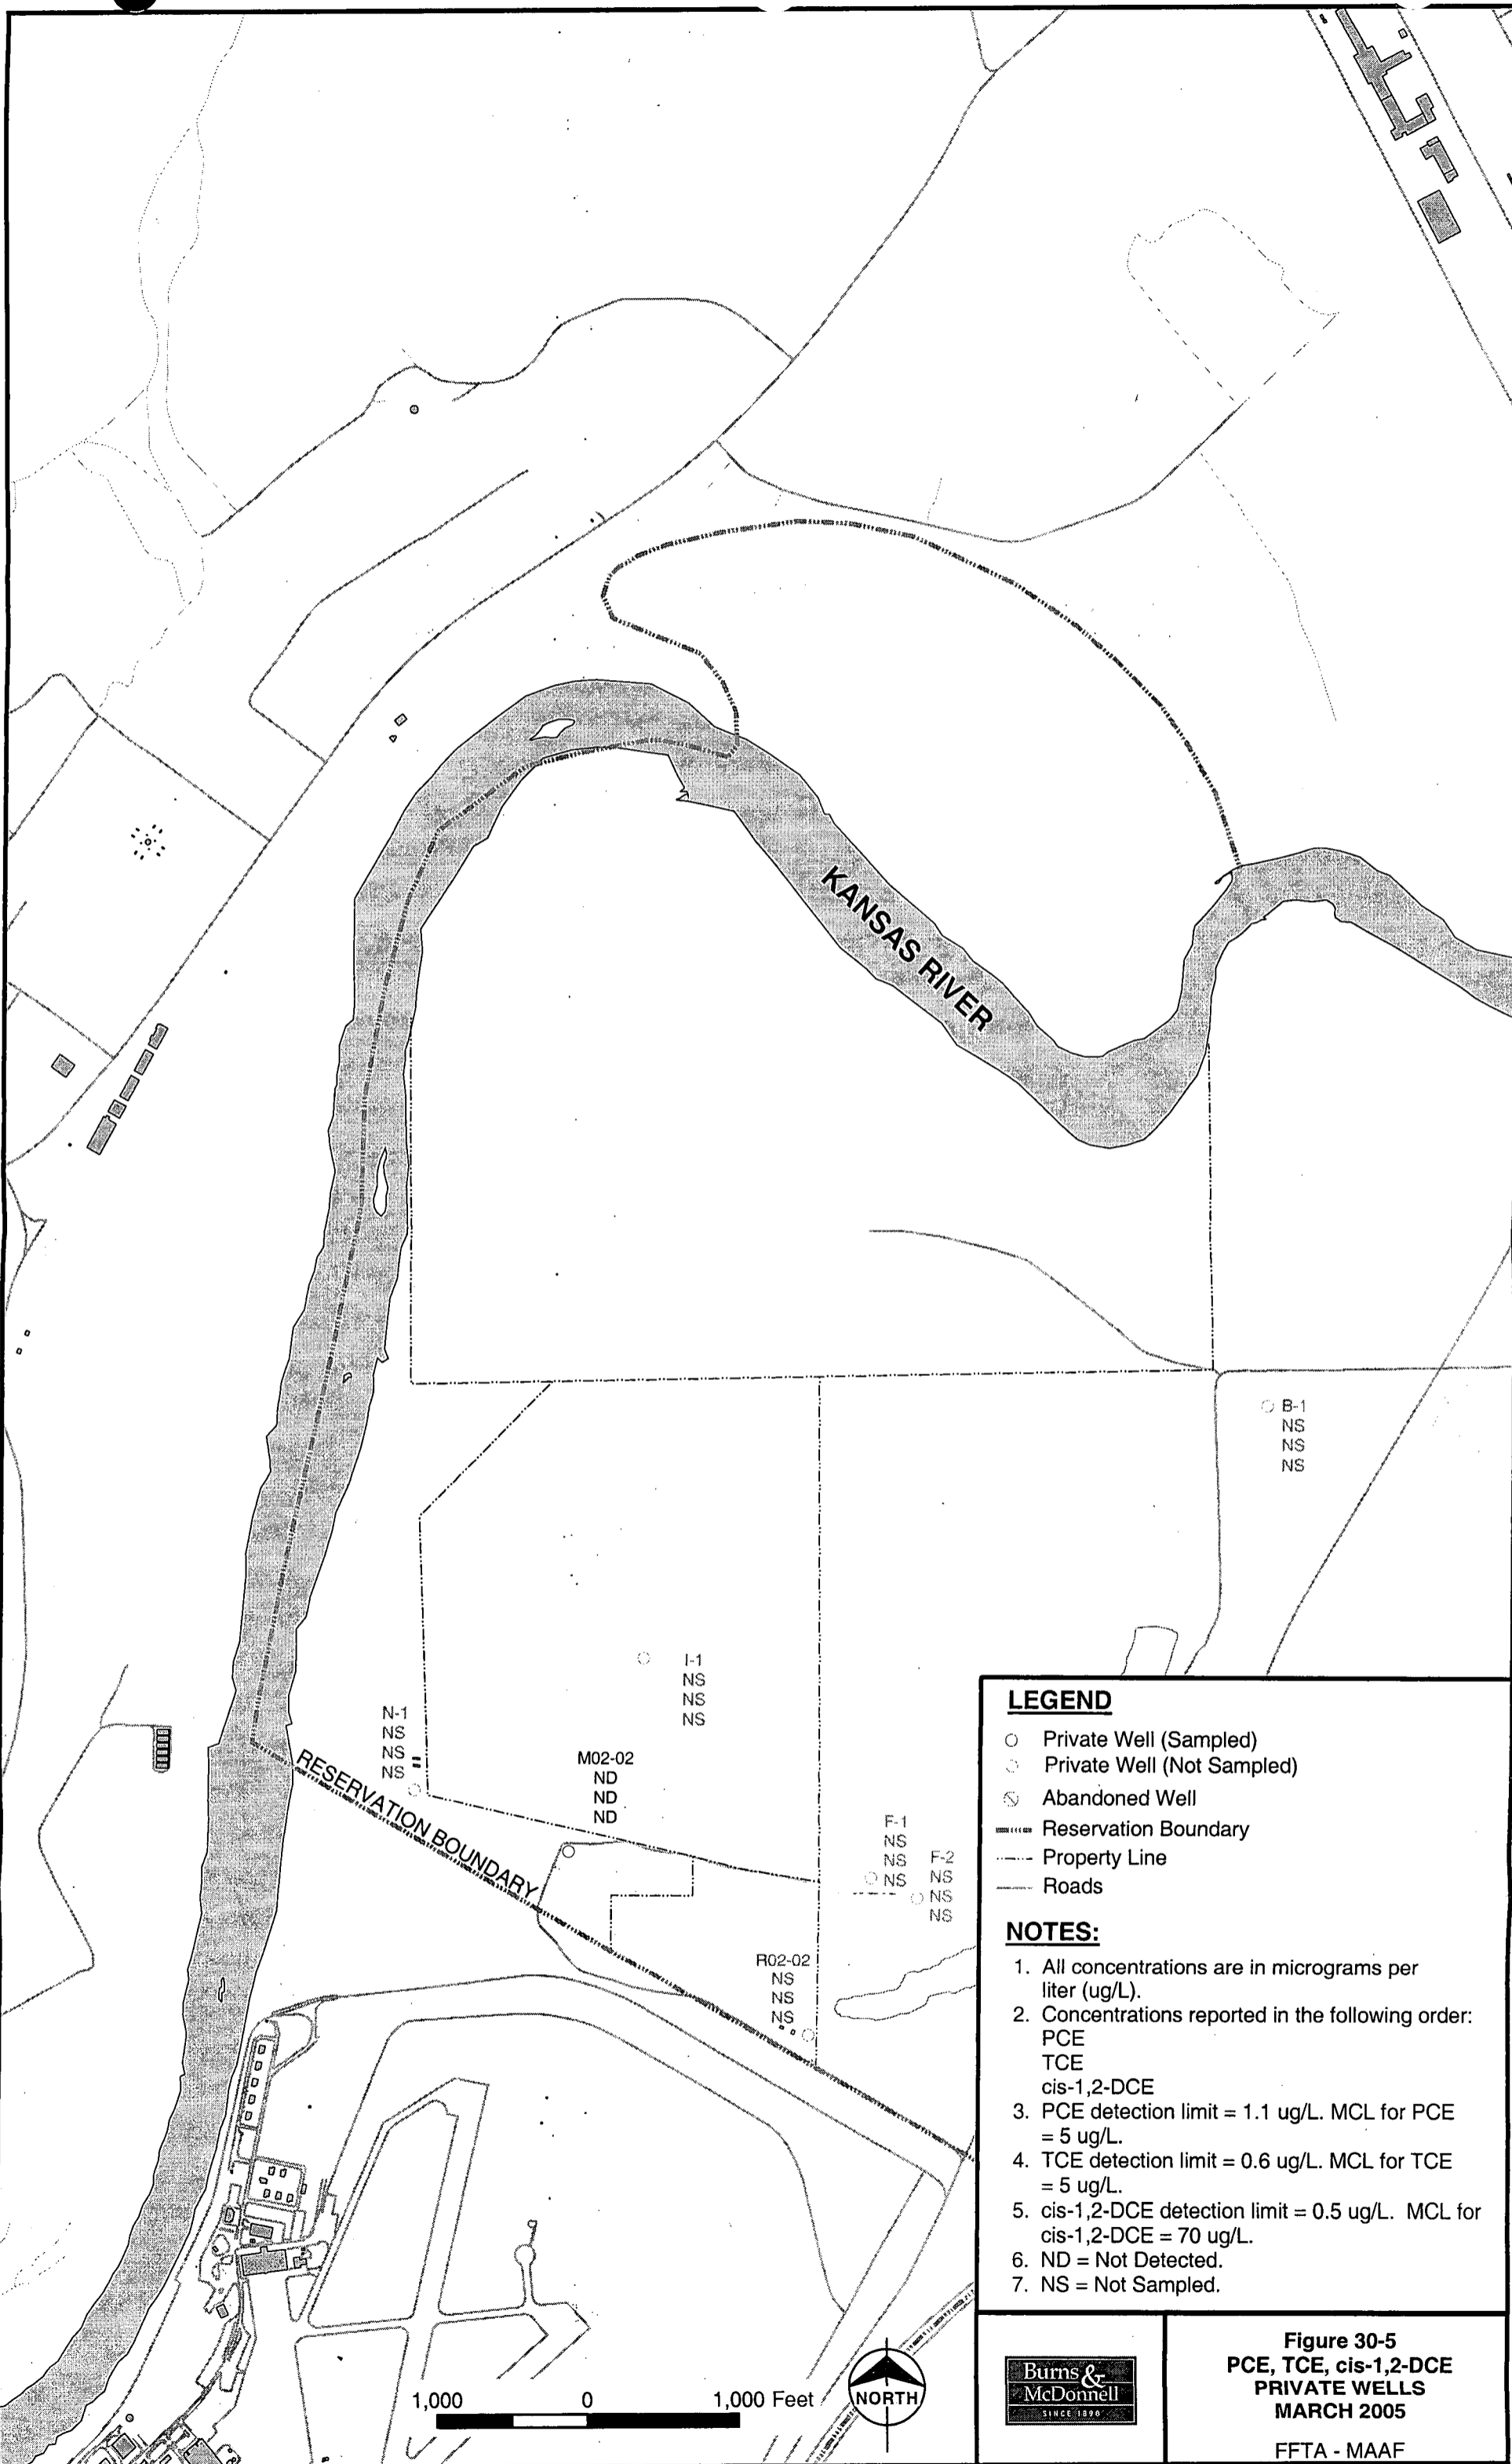 KANSAS RIVER
B-1
NS
NS
NS
I-1
NS
NS
NS
N-1
NS
NS
NS
RESERVATION BOUNDARY
M02-02
ND
ND
ND
F-1
NS
NS
NS
F-2
NS
NS
NS
R02-02
NS
NS
NS
LEGEND
Private Well (Sampled)
Private Well (Not Sampled)
Abandoned Well
Reservation Boundary
Property Line
Roads
NOTES:
1. All concentrations are in micrograms per
liter (ug/L).
2. Concentrations reported in the following order:
PCE
TCE
cis-1,2-DCE
3. PCE detection limit = 1.1 ug/L. MCL for PCE
= 5 ug/L.
4. TCE detection limit = 0.6 ug/L. MCL for TCE
= 5 ug/L.
5. cis-1,2-DCE detection limit = 0.5 ug/L. MCL for
cis-1,2-DCE = 70 ug/L.
6. ND = Not Detected.
7. NS = Not Sampled.
1,000 0 1,000 Feet
NORTH
Burns &
McDonnell
SINCE 1898
Figure 30-5
PCE, TCE, cis-1,2-DCE
PRIVATE WELLS
MARCH 2005
FFTA - MAAF